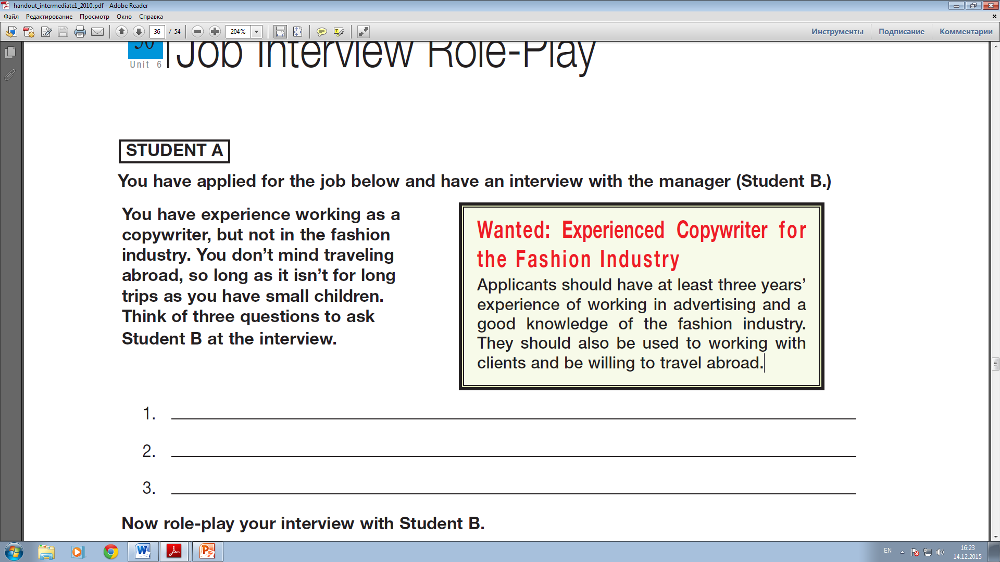 handout_intermediate1_2010.pdf - Adobe Reader
Файл Редактирование Просмотр Окно Справка
36 / 54 204% Инструменты Подписание Комментарии
Job Interview Role-Play
Unit 6
STUDENT A
You have applied for the job below and have an interview with the manager (Student B.)
You have experience working as a
copywriter, but not in the fashion
industry. You don’t mind traveling
abroad, so long as it isn’t for long
trips as you have small children.
Think of three questions to ask
Student B at the interview.
Wanted: Experienced Copywriter for
the Fashion Industry
Applicants should have at least three years’
experience of working in advertising and a
good knowledge of the fashion industry.
They should also be used to working with
clients and be willing to travel abroad.
1.
2.
3.
Now role-play your interview with Student B.
EN
16:23
14.12.2015